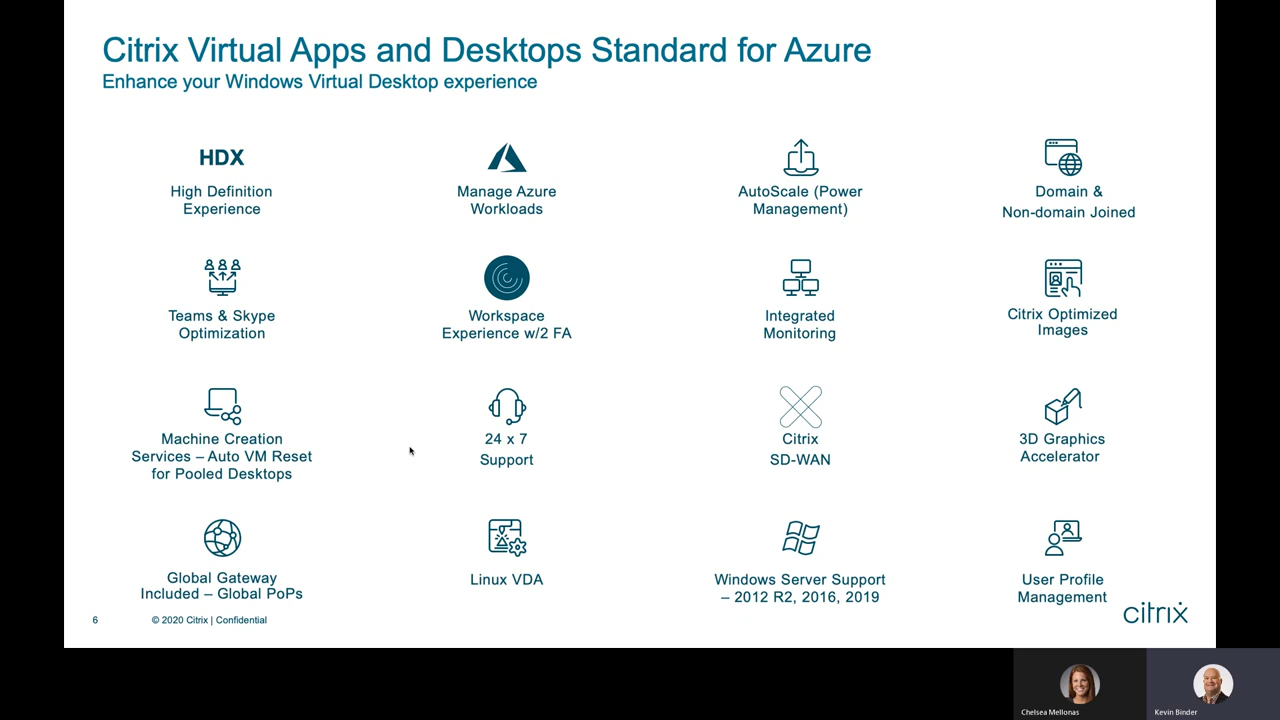 Citrix Virtual Apps and Desktops Standard for Azure
Enhance your Windows Virtual Desktop experience
HDX
High Definition
Experience
Manage Azure
Workloads
AutoScale (Power
Management)
Domain &
Non-domain Joined
Teams & Skype
Optimization
Workspace
Experience w/2 FA
Integrated
Monitoring
Citrix Optimized
Images
Machine Creation
Services – Auto VM Reset
for Pooled Desktops
24 x 7
Support
Citrix
SD-WAN
3D Graphics
Accelerator
Global Gateway
Included – Global PoPs
Linux VDA
Windows Server Support
– 2012 R2, 2016, 2019
User Profile
Management
6
© 2020 Citrix | Confidential
citrix
Chelsea Mellonas
Kevin Binder